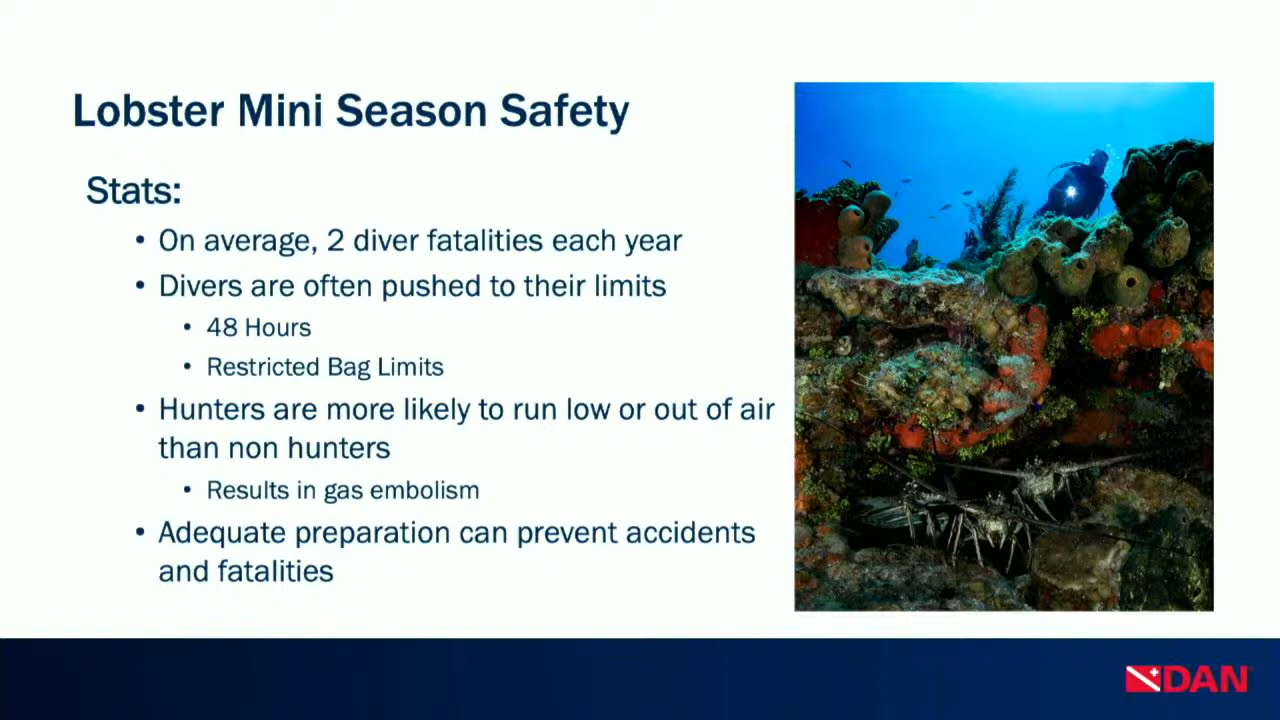 Lobster Mini Season Safety
Stats:
• On average, 2 diver fatalities each year
• Divers are often pushed to their limits
• 48 Hours
• Restricted Bag Limits
• Hunters are more likely to run low or out of air
than non hunters
• Results in gas embolism
• Adequate preparation can prevent accidents
and fatalities
DAN